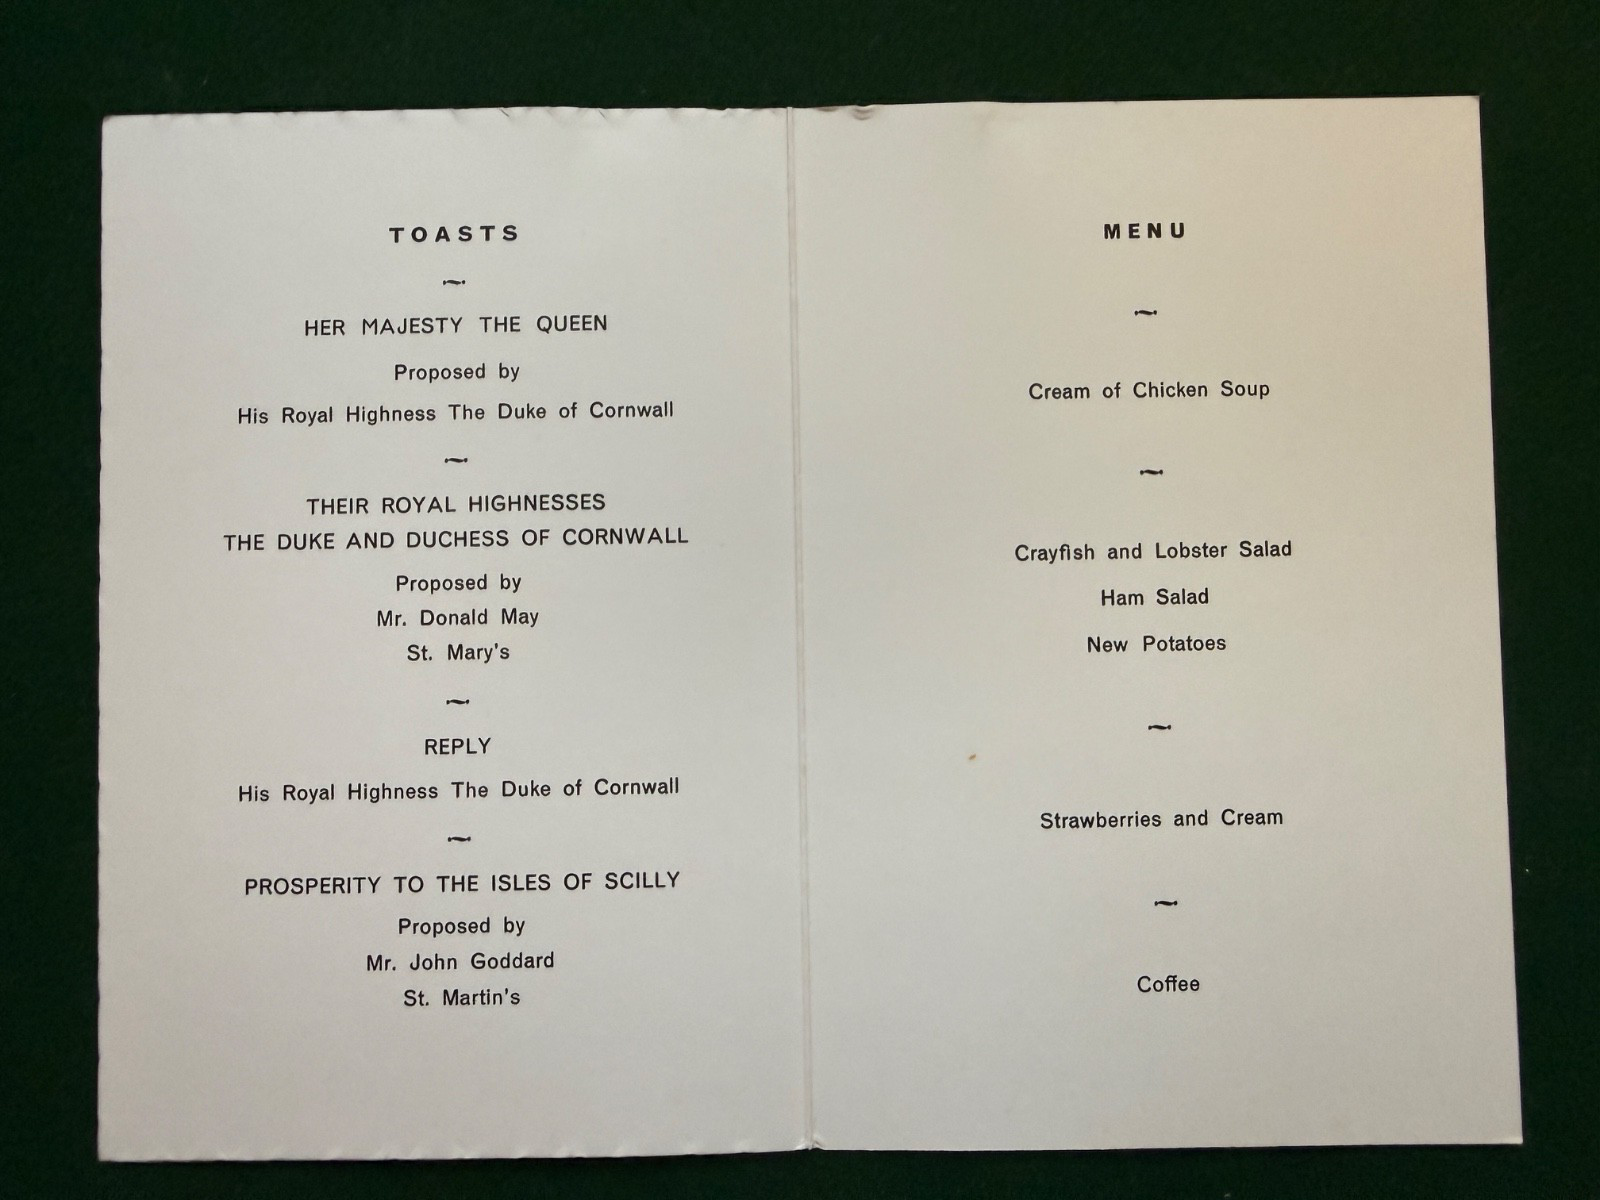 TOASTS
~
HER MAJESTY THE QUEEN
Proposed by
His Royal Highness The Duke of Cornwall
~
THEIR ROYAL HIGHNESSES
THE DUKE AND DUCHESS OF CORNWALL
Proposed by
Mr. Donald May
St. Mary's
~
REPLY
His Royal Highness The Duke of Cornwall
~
PROSPERITY TO THE ISLES OF SCILLY
Proposed by
Mr. John Goddard
St. Martin's
MENU
~
Cream of Chicken Soup
~
Crayfish and Lobster Salad
Ham Salad
New Potatoes
~
Strawberries and Cream
~
Coffee